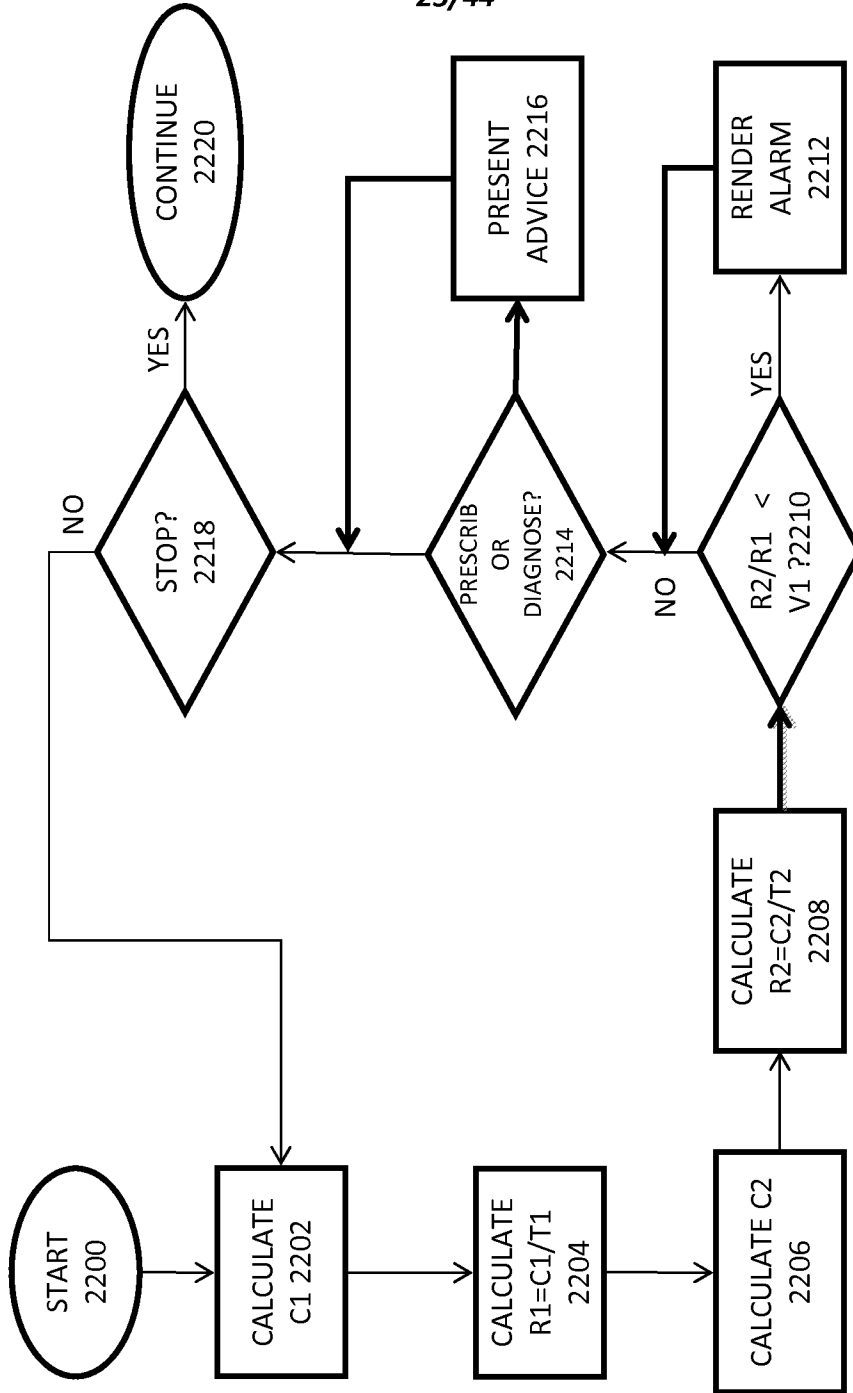 START
2200
CALCULATE
C1 2202
CALCULATE
R1=C1/T1
2204
CALCULATE C2
2206
CALCULATE
R2=C2/T2
2208
R2/R1 <
V1 ?2210
YES
NO
RENDER
ALARM
2212
PRESCRIB
OR
DIAGNOSE?
2214
PRESENT
ADVICE 2216
STOP?
2218
NO
YES
CONTINUE
2220